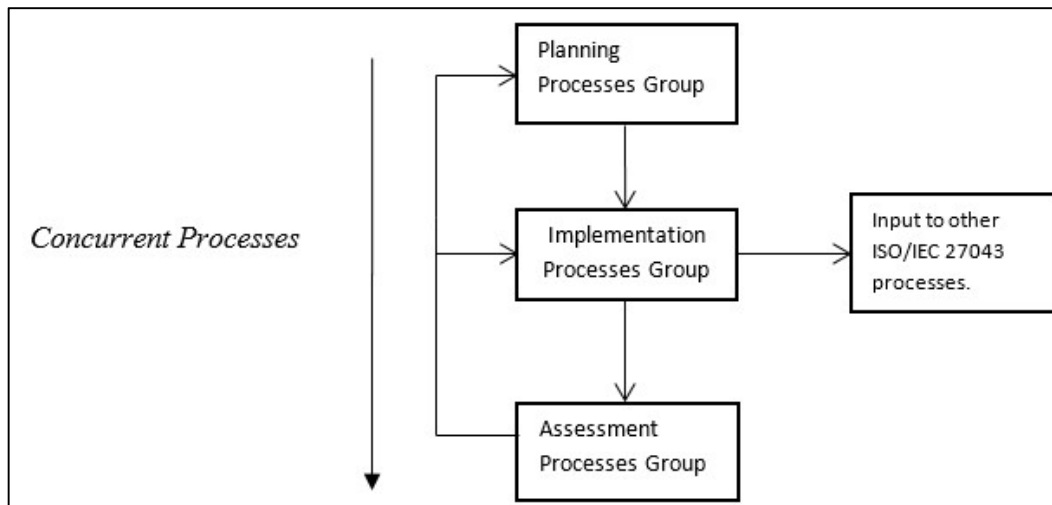 Planning
Processes Group
Concurrent Processes
Implementation
Processes Group
Input to other
ISO/IEC 27043
processes.
Assessment
Processes Group